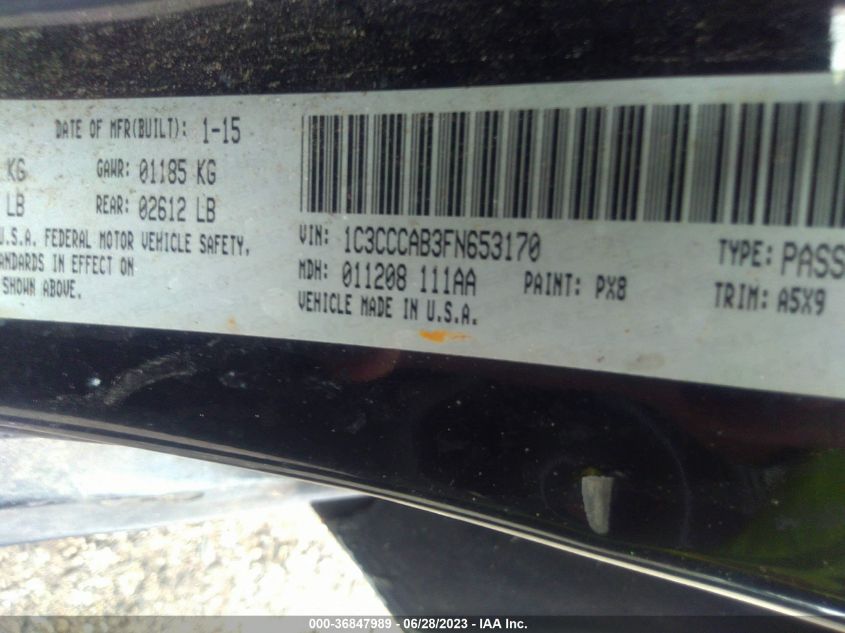 DATE OF MFR(BUILT): 1-15
KG GAWR: 01185 KG
LB REAR: 02612 LB
U.S.A. FEDERAL MOTOR VEHICLE SAFETY,
ANDARDS IN EFFECT ON
SHOWN ABOVE.
VIN: 1C3CCCAB3FN653170 TYPE: PASS
MDH: 011208 111AA PAINT: PX8 TRIM: A5X9
VEHICLE MADE IN U.S.A.
000-36847989 - 06/28/2023 - IAA Inc.